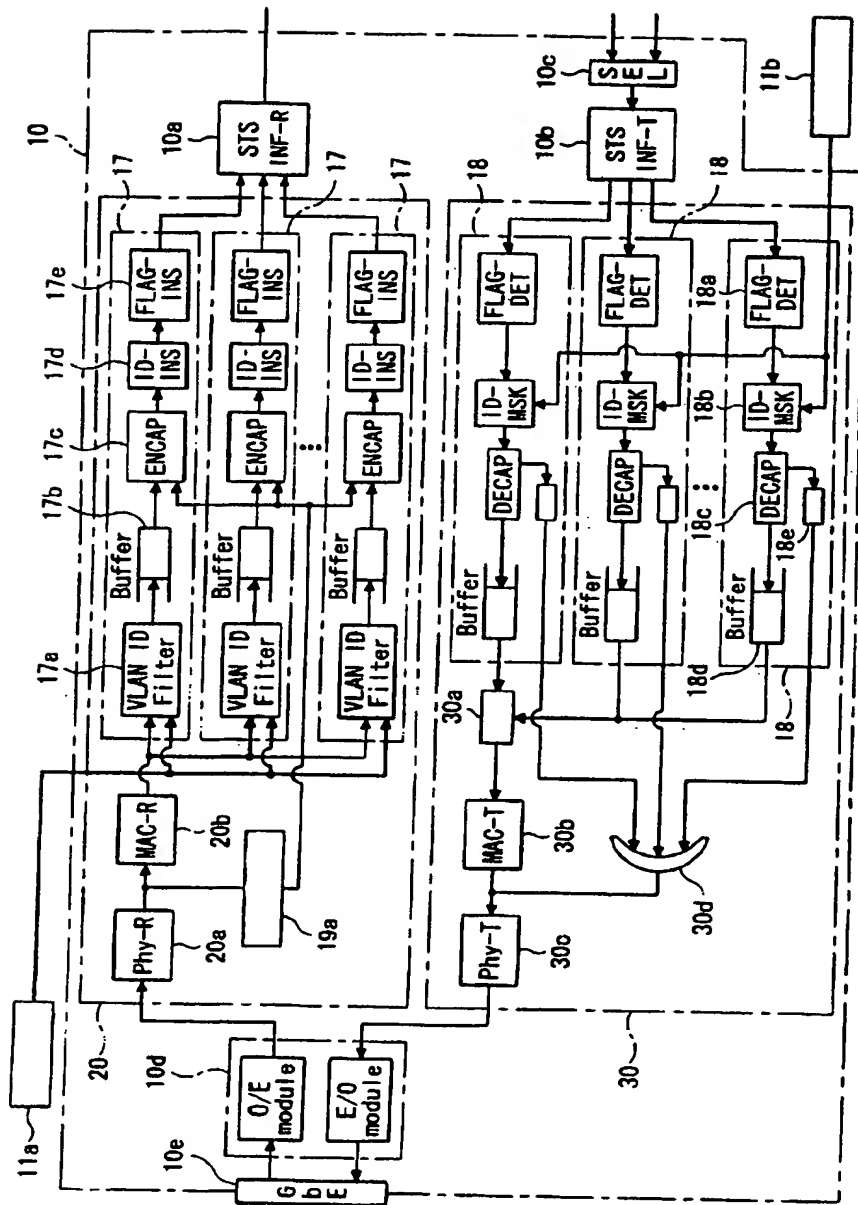 11a
20
10d
10e
GbE
O/E
module
E/O
module
10
20a
Phy-R
20b
MAC-R
19a
17a
VLAN ID
Filter
Buffer
17b
ENCAP
17c
ID-
INS
17d
FLAG-
INS
17e
17
VLAN ID
Filter
Buffer
ENCAP
ID-
INS
FLAG-
INS
17
VLAN ID
Filter
Buffer
ENCAP
ID-
INS
FLAG-
INS
17
10a
STS
INF-R
10c
SEL
10b
STS
INF-T
11b
18
FLAG-
DET
ID-
MSK
DECAP
Buffer
18
FLAG-
DET
ID-
MSK
DECAP
Buffer
18a
FLAG-
DET
18b
ID-
MSK
18c
DECAP
18e
Buffer
18d
18
30a
MAC-T
30b
30d
Phy-T
30c
30